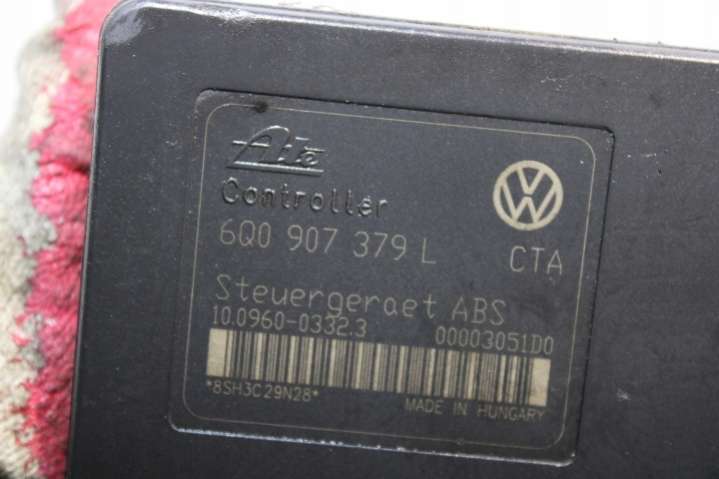 Ate
Controller
6Q0 907 379 L CTA
Steuergeraet ABS
10.0960-0332.3 00003051D0
*8SH3C29N28*
MADE IN HUNGARY